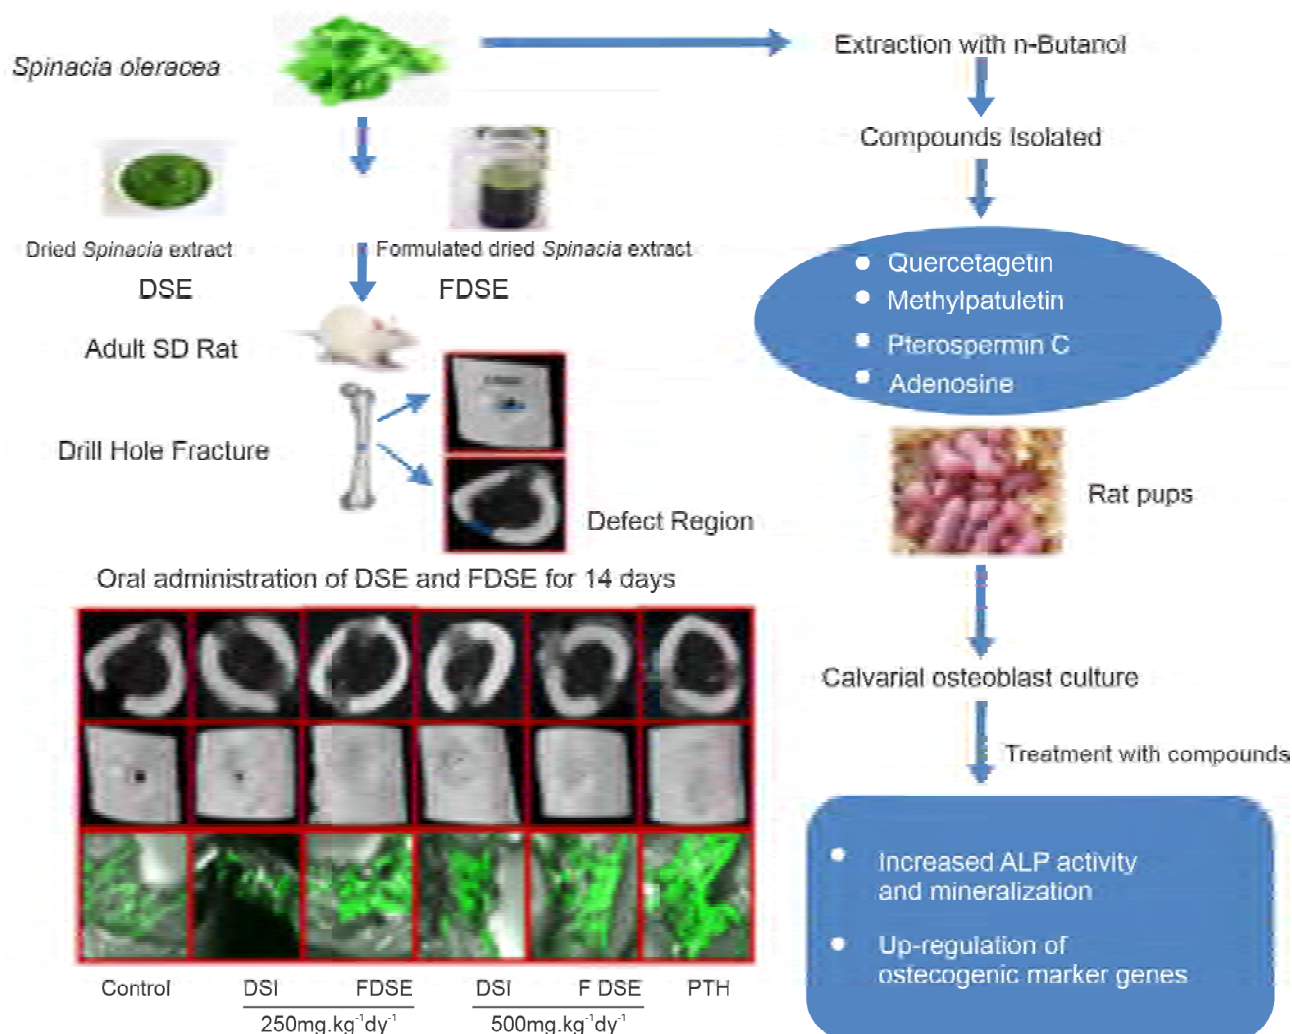 Spinacia oleracea
Extraction with n-Butanol
Compounds Isolated
Dried Spinacia extract
DSE
Formulated dried Spinacia extract
FDSE
Quercetagetin
Methylpatuletin
Pterospermin C
Adenosine
Adult SD Rat
Drill Hole Fracture
Defect Region
Rat pups
Oral administration of DSE and FDSE for 14 days
Calvarial osteoblast culture
Treatment with compounds
Increased ALP activity
and mineralization
Up-regulation of
ostecogenic marker genes
Control DSI FDSE DSI F DSE PTH
250mg.kg⁻¹dy⁻¹ 500mg.kg⁻¹dy⁻¹